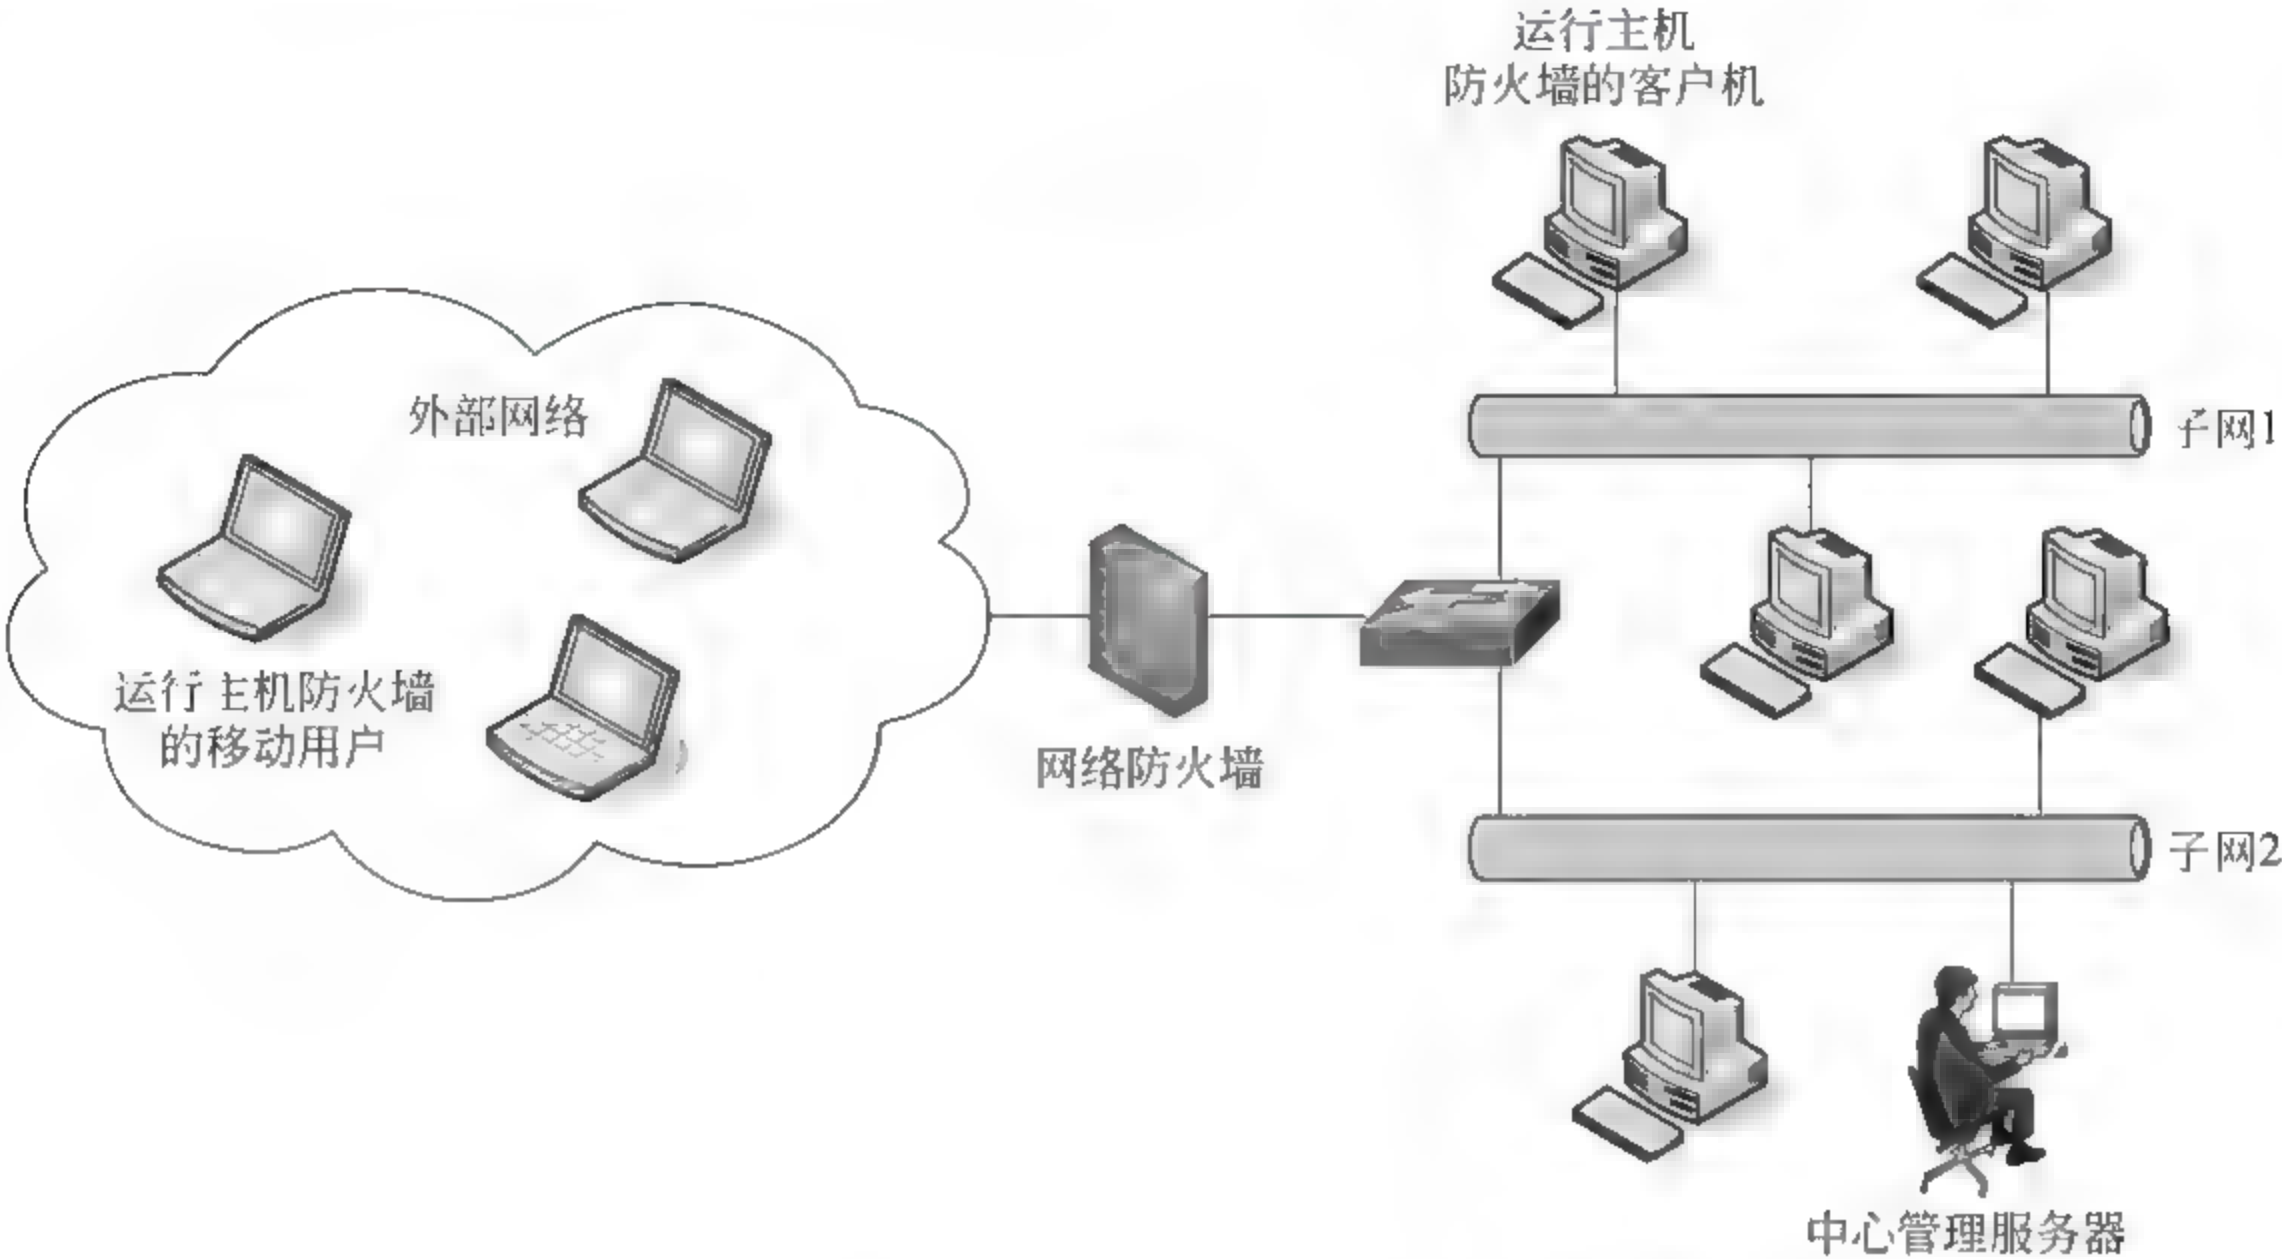 运行主机
防火墙的客户机
外部网络
子网1
运行主机防火墙
的移动用户
网络防火墙
子网2
中心管理服务器